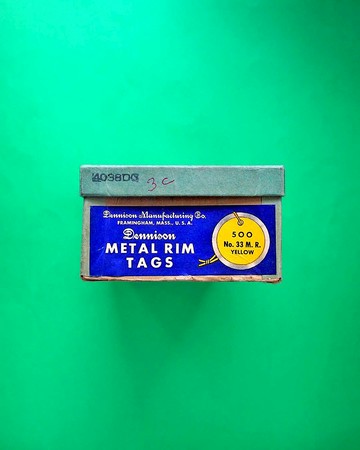 4038DG
3c
Dennison Manufacturing Co.
FRAMINGHAM, MASS., U. S. A.
Dennison
METAL RIM
TAGS
500
No. 33 M. R.
YELLOW